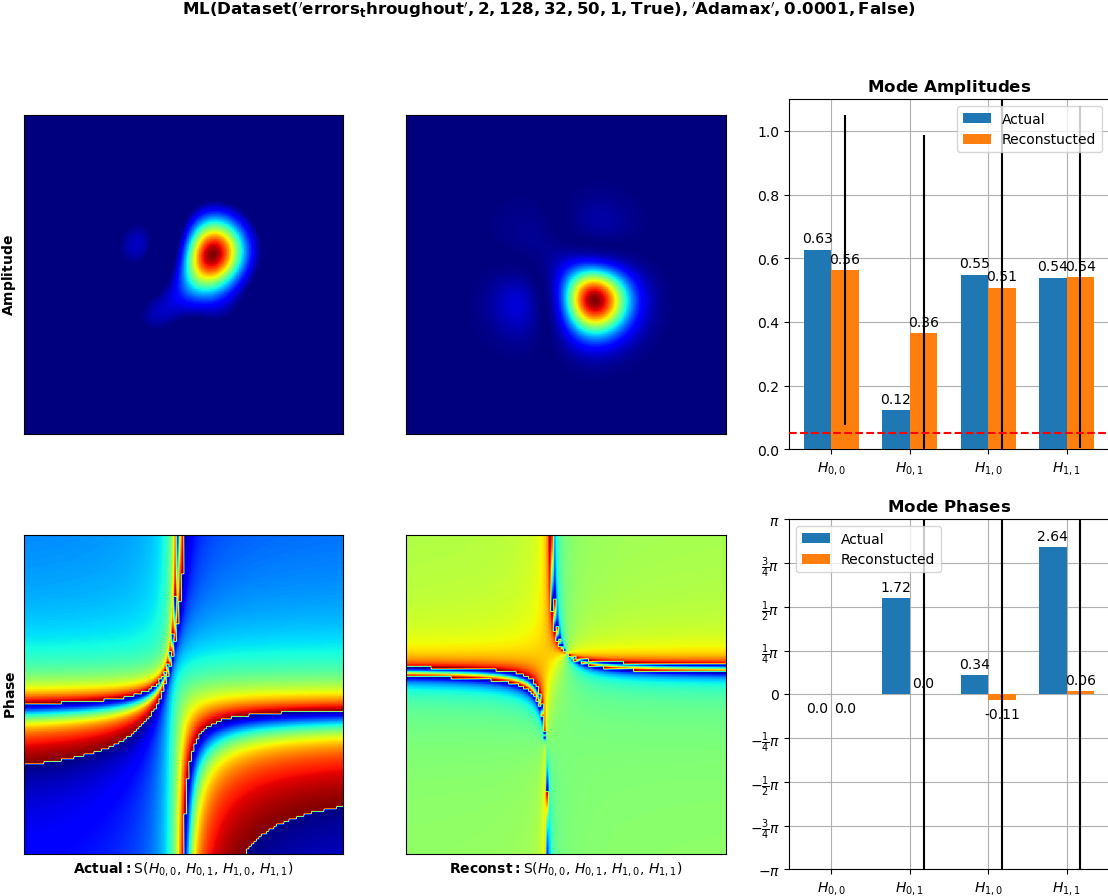 ML(Dataset('errors_throughout', 2, 128, 32, 50, 1, True), 'Adamax', 0.0001, False)
Amplitude
Mode Amplitudes
Actual
Reconstucted
1.0
0.8
0.6
0.4
0.2
0.0
0.63
0.56
0.12
0.36
0.55
0.51
0.54
0.54
H0,0
H0,1
H1,0
H1,1
Phase
Actual: S(H0,0, H0,1, H1,0, H1,1)
Reconst: S(H0,0, H0,1, H1,0, H1,1)
Mode Phases
Actual
Reconstucted
π
3/4π
1/2π
1/4π
0
−1/4π
−1/2π
−3/4π
−π
0.0
0.0
1.72
0.0
0.34
-0.11
2.64
0.06
H0,0
H0,1
H1,0
H1,1